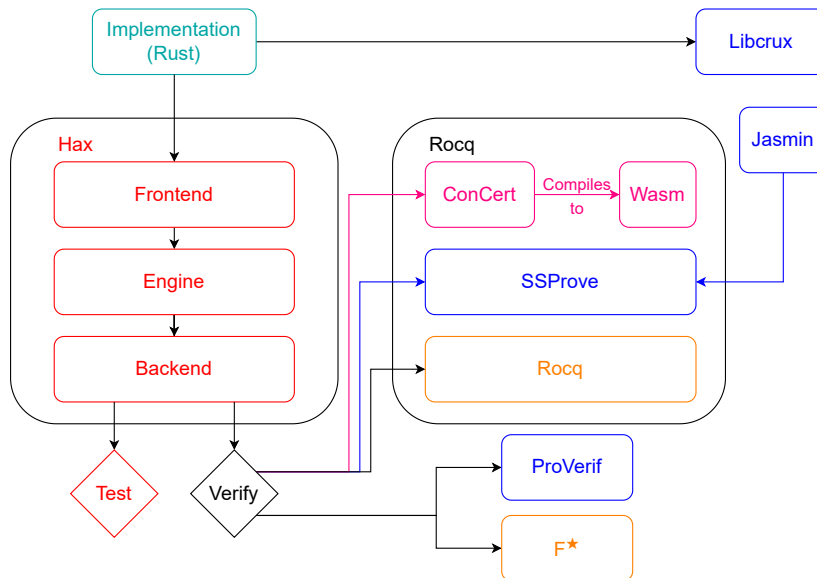 Implementation
(Rust)
Libcrux
Hax
Rocq
Jasmin
Frontend
ConCert
Compiles
to
Wasm
Engine
SSProve
Backend
Rocq
Test
Verify
ProVerif
F★